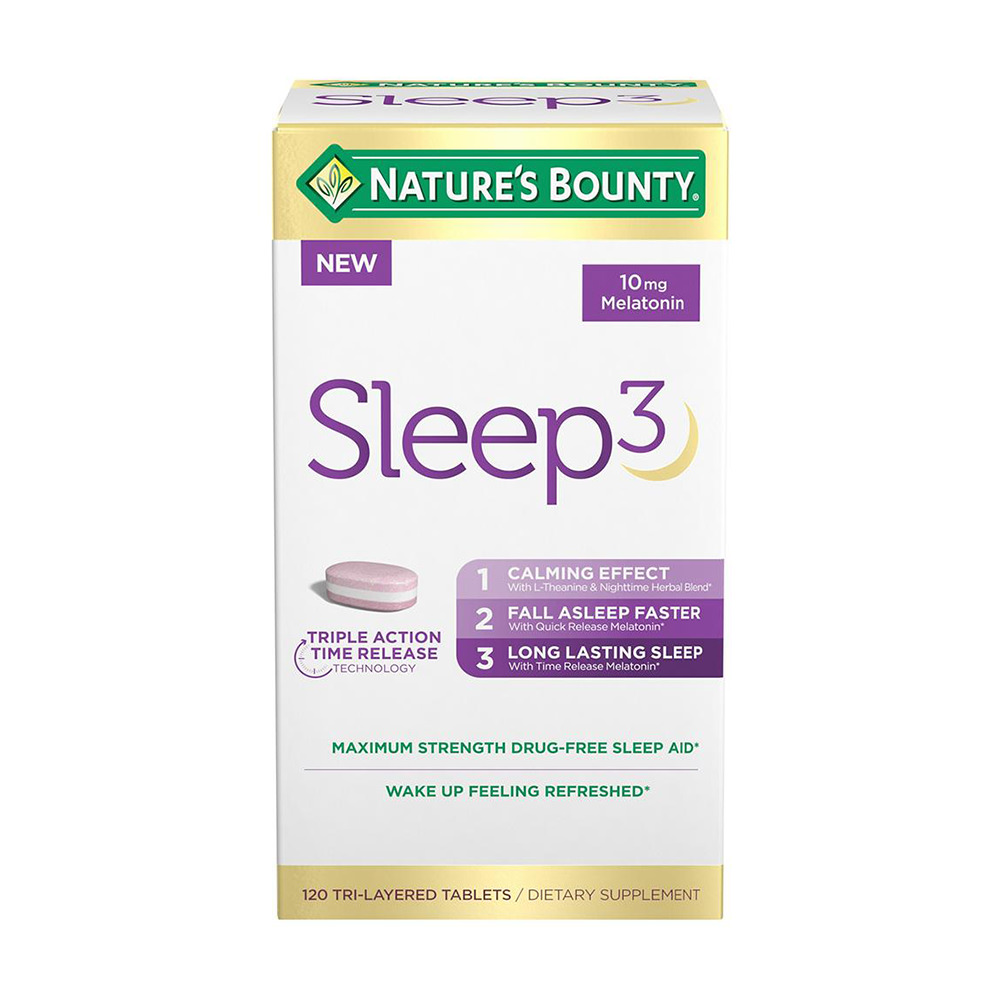 NATURE'S BOUNTY
Sleep3
NATURE'S BOUNTY®
NEW
10mg
Melatonin
Sleep3
TRIPLE ACTION
TIME RELEASE
TECHNOLOGY
1 CALMING EFFECT
With L-Theanine & Nighttime Herbal Blend*
2 FALL ASLEEP FASTER
With Quick Release Melatonin*
3 LONG LASTING SLEEP
With Time Release Melatonin*
MAXIMUM STRENGTH DRUG-FREE SLEEP AID*
WAKE UP FEELING REFRESHED*
120 TRI-LAYERED TABLETS / DIETARY SUPPLEMENT